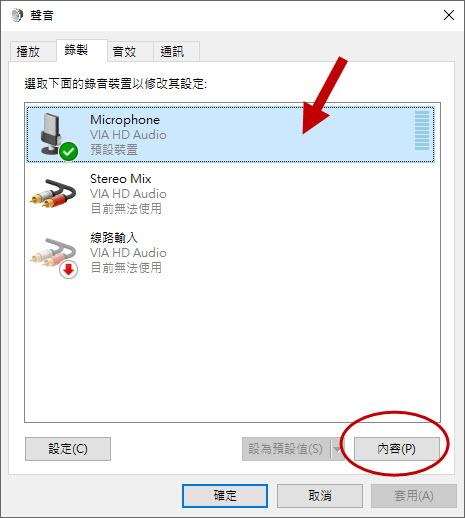 聲音
播放
錄製
音效
通訊
選取下面的錄音裝置以修改其設定:
Microphone
VIA HD Audio
預設裝置
Stereo Mix
VIA HD Audio
目前無法使用
線路輸入
VIA HD Audio
目前無法使用
設定(C)
設為預設值(S)
內容(P)
確定
取消
套用(A)